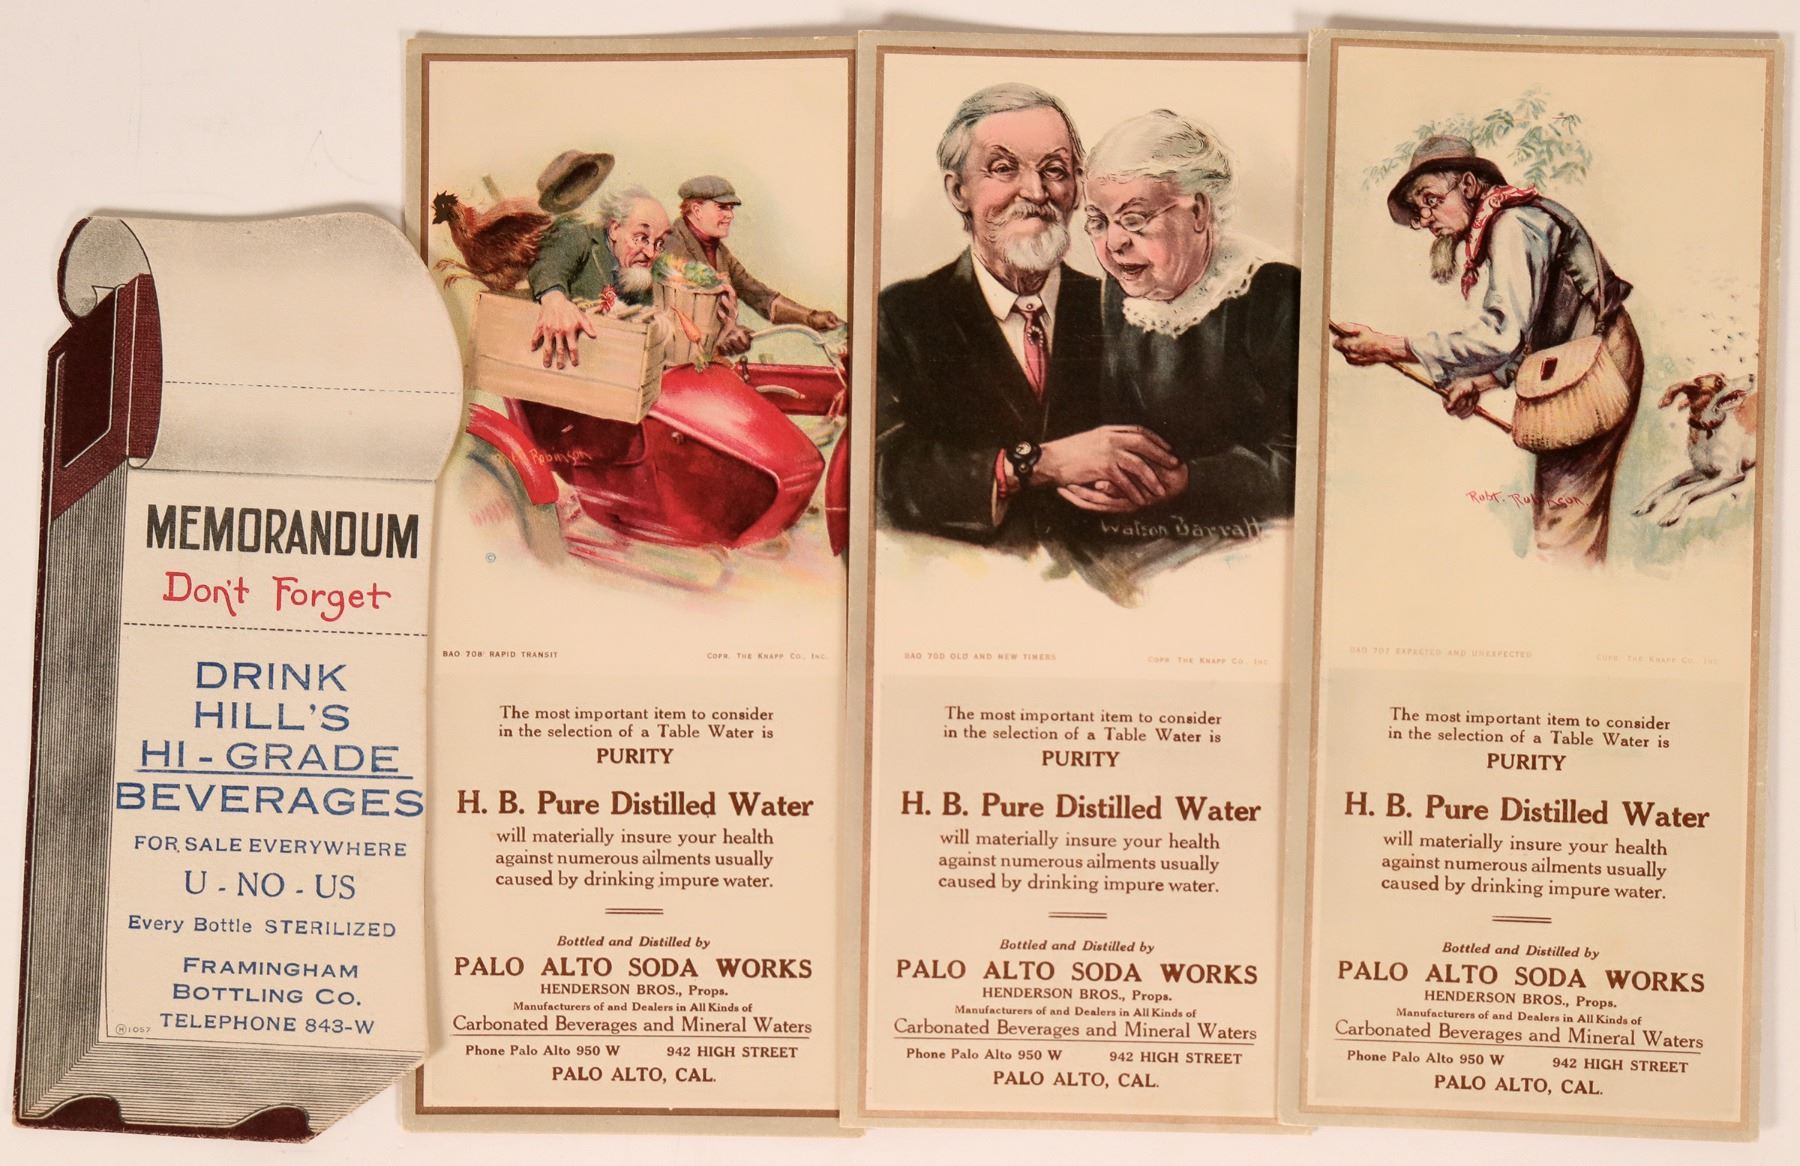 MEMORANDUM
Don't Forget
DRINK
HILL'S
HI-GRADE
BEVERAGES
FOR SALE EVERYWHERE
U - NO - US
Every Bottle STERILIZED
FRAMINGHAM
BOTTLING CO.
TELEPHONE 843-W
H 1057
Robinson
©
BAO 708 RAPID TRANSIT
COPR. THE KNAPP CO., INC.
The most important item to consider
in the selection of a Table Water is
PURITY
H. B. Pure Distilled Water
will materially insure your health
against numerous ailments usually
caused by drinking impure water.
Bottled and Distilled by
PALO ALTO SODA WORKS
HENDERSON BROS., Props.
Manufacturers of and Dealers in All Kinds of
Carbonated Beverages and Mineral Waters
Phone Palo Alto 950 W 942 HIGH STREET
PALO ALTO, CAL.
Watson Barratt
BAO 700 OLD AND NEW TIMERS
COPR. THE KNAPP CO., INC.
The most important item to consider
in the selection of a Table Water is
PURITY
H. B. Pure Distilled Water
will materially insure your health
against numerous ailments usually
caused by drinking impure water.
Bottled and Distilled by
PALO ALTO SODA WORKS
HENDERSON BROS., Props.
Manufacturers of and Dealers in All Kinds of
Carbonated Beverages and Mineral Waters
Phone Palo Alto 950 W 942 HIGH STREET
PALO ALTO, CAL.
Robt. Robinson
BAO 707 EXPECTED AND UNEXPECTED
COPR. THE KNAPP CO., INC.
The most important item to consider
in the selection of a Table Water is
PURITY
H. B. Pure Distilled Water
will materially insure your health
against numerous ailments usually
caused by drinking impure water.
Bottled and Distilled by
PALO ALTO SODA WORKS
HENDERSON BROS., Props.
Manufacturers of and Dealers in All Kinds of
Carbonated Beverages and Mineral Waters
Phone Palo Alto 950 W 942 HIGH STREET
PALO ALTO, CAL.